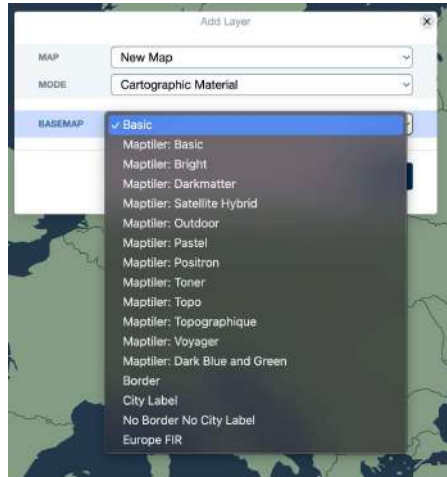 Add Layer
MAP New Map
MODE Cartographic Material
BASEMAP ✓ Basic
Maptiler: Basic
Maptiler: Bright
Maptiler: Darkmatter
Maptiler: Satellite Hybrid
Maptiler: Outdoor
Maptiler: Pastel
Maptiler: Positron
Maptiler: Toner
Maptiler: Topo
Maptiler: Topographique
Maptiler: Voyager
Maptiler: Dark Blue and Green
Border
City Label
No Border No City Label
Europe FIR